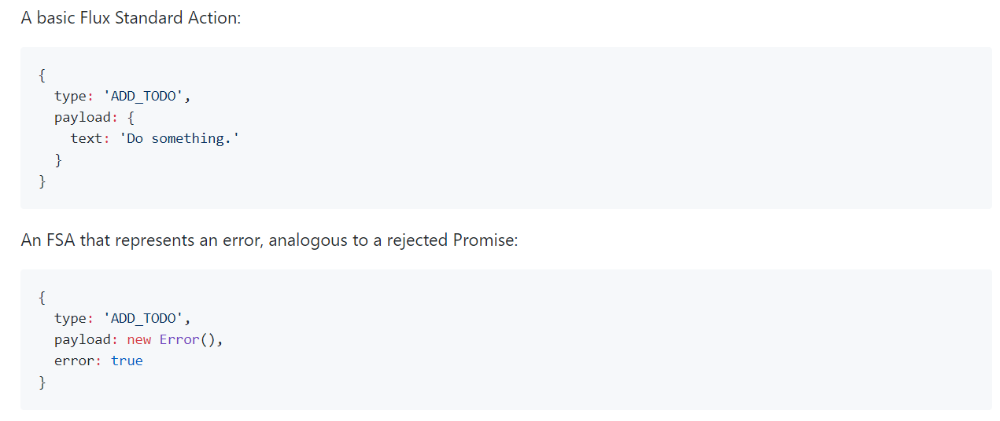 A basic Flux Standard Action:
{
  type: 'ADD_TODO',
  payload: {
    text: 'Do something.'
  }
}
An FSA that represents an error, analogous to a rejected Promise:
{
  type: 'ADD_TODO',
  payload: new Error(),
  error: true
}